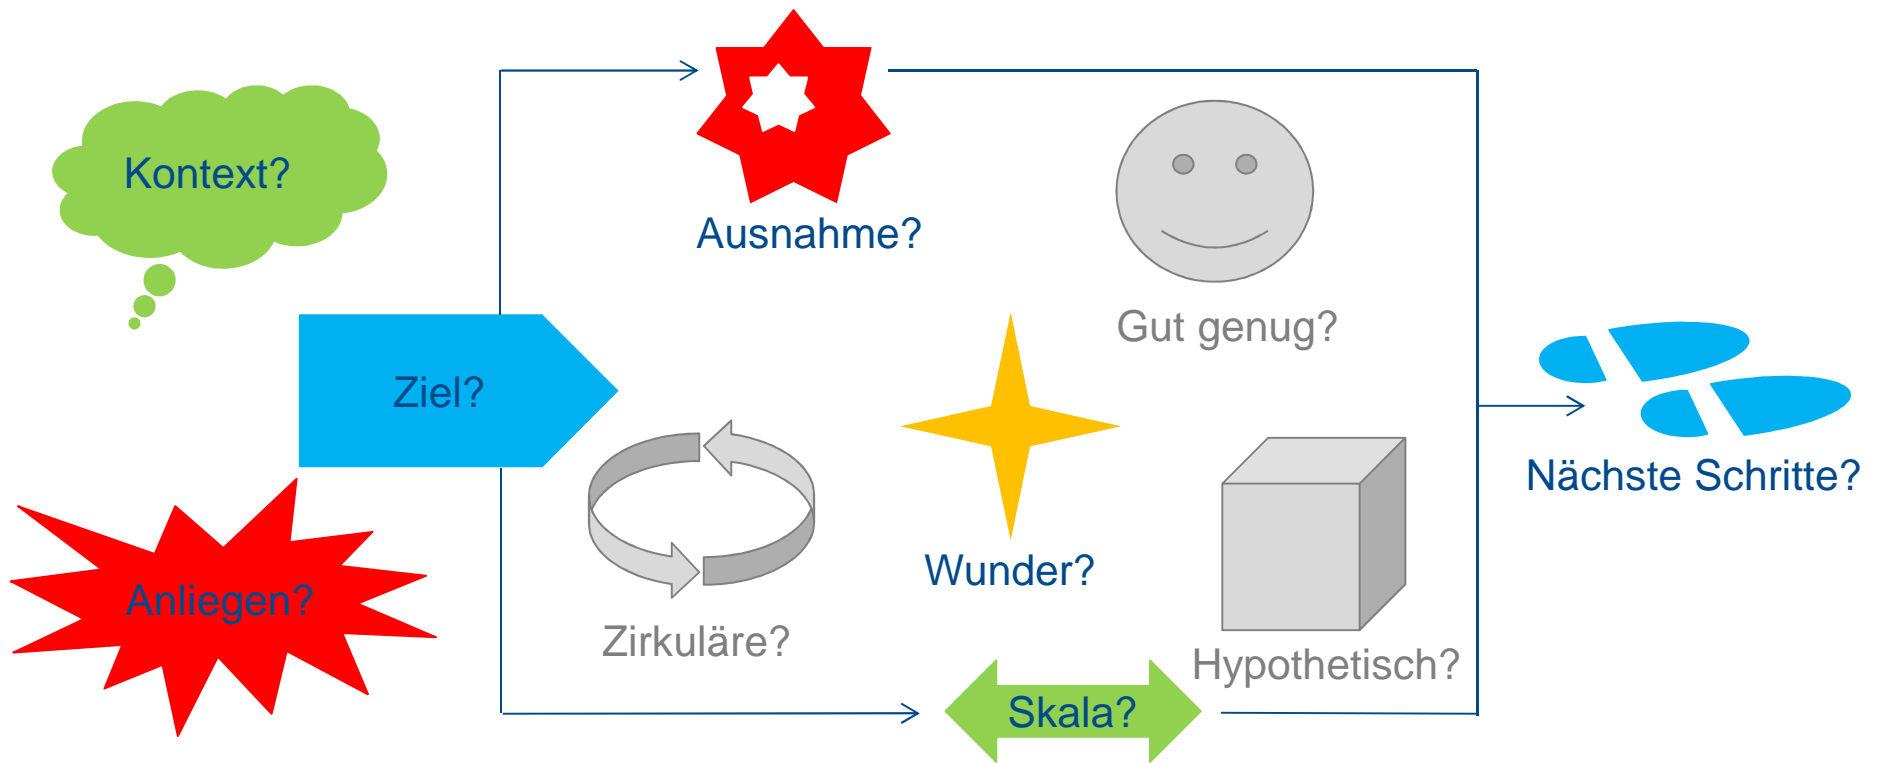 Kontext?
Ausnahme?
Gut genug?
Ziel?
Nächste Schritte?
Wunder?
Anliegen?
Zirkuläre?
Hypothetisch?
Skala?